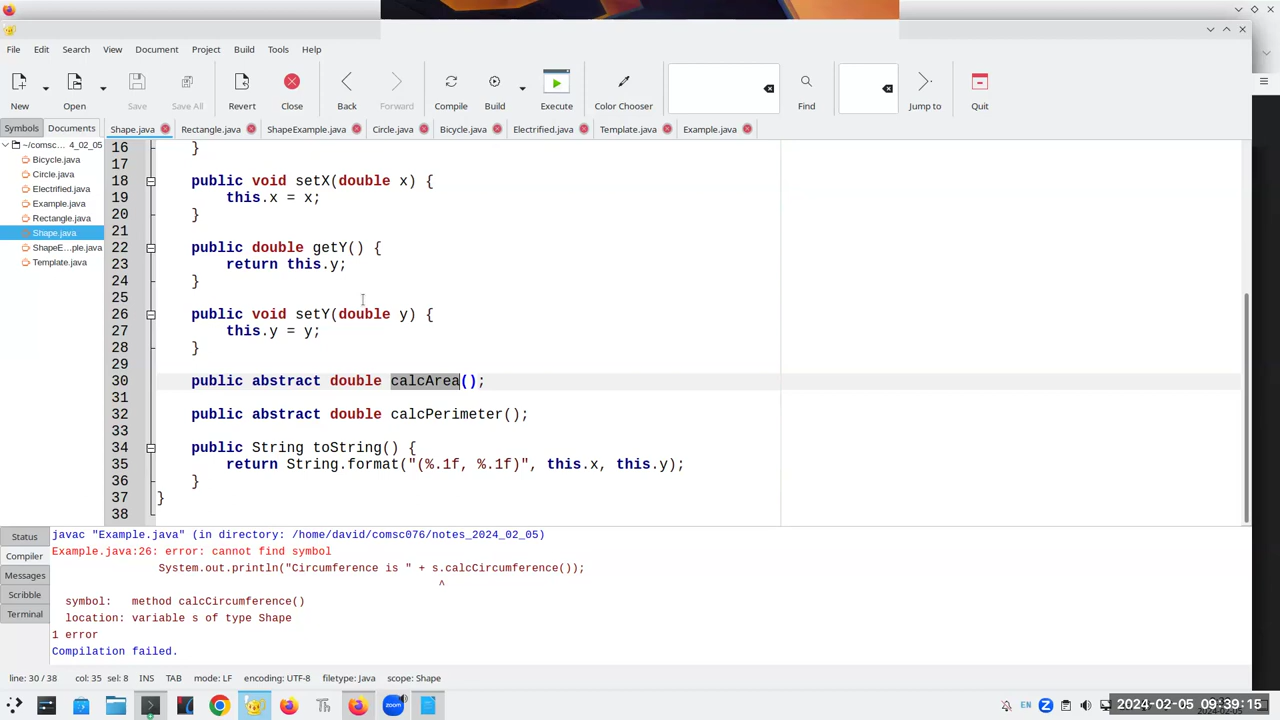 File Edit Search View Document Project Build Tools Help
New Open Save Save All Revert Close Back Forward Compile Build Execute Color Chooser Find Jump to Quit
Symbols Documents Shape.java Rectangle.java ShapeExample.java Circle.java Bicycle.java Electrified.java Template.java Example.java
~/comsc... 4_02_05
Bicycle.java
Circle.java
Electrified.java
Example.java
Rectangle.java
Shape.java
ShapeE...ple.java
Template.java
16 }
17
18 public void setX(double x) {
19 this.x = x;
20 }
21
22 public double getY() {
23 return this.y;
24 }
25
26 public void setY(double y) {
27 this.y = y;
28 }
29
30 public abstract double calcArea();
31
32 public abstract double calcPerimeter();
33
34 public String toString() {
35 return String.format("(%.1f, %.1f)", this.x, this.y);
36 }
37 }
38
Status
Compiler
Messages
Scribble
Terminal
javac "Example.java" (in directory: /home/david/comsc076/notes_2024_02_05)
Example.java:26: error: cannot find symbol
System.out.println("Circumference is " + s.calcCircumference());
^
symbol: method calcCircumference()
location: variable s of type Shape
1 error
Compilation failed.
line: 30 / 38 col: 35 sel: 8 INS TAB mode: LF encoding: UTF-8 filetype: Java scope: Shape
Th zoom EN Z 2024-02-05 09:39:15